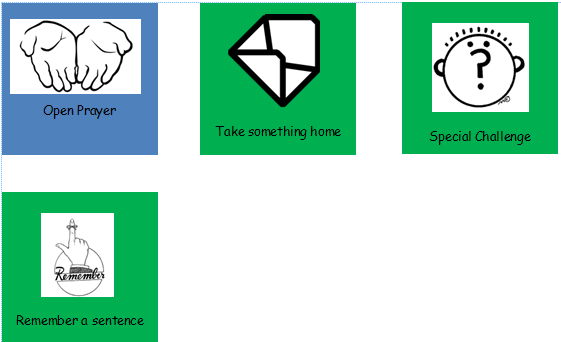 Open Prayer
Take something home
Special Challenge
Remember
Remember a sentence